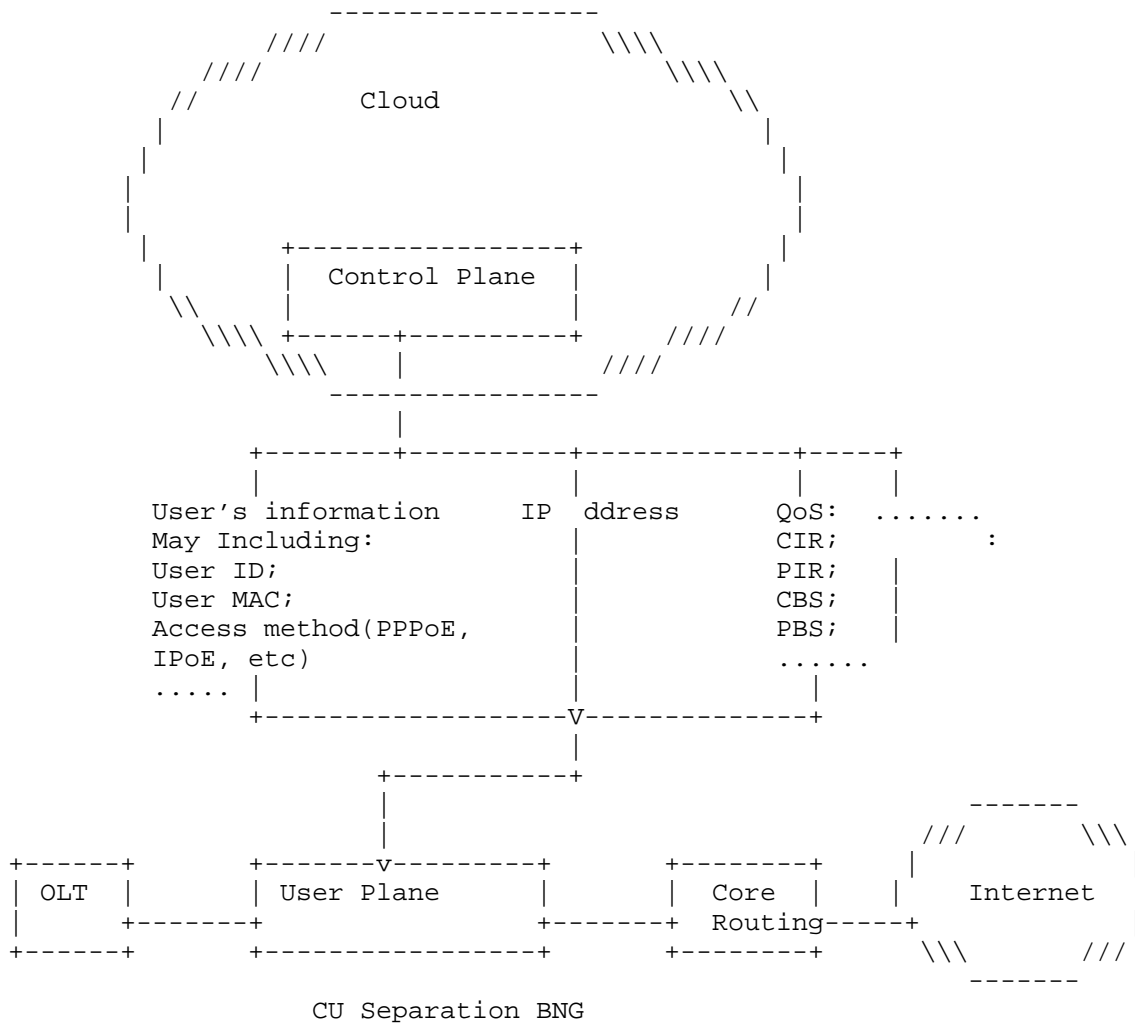 Cloud
Control Plane
User's information IP ddress QoS: .......
May Including: CIR; :
User ID; PIR;
User MAC; CBS;
Access method(PPPoE, PBS;
IPoE, etc) ......
.....
V
v
OLT User Plane Core Internet
Routing
CU Separation BNG